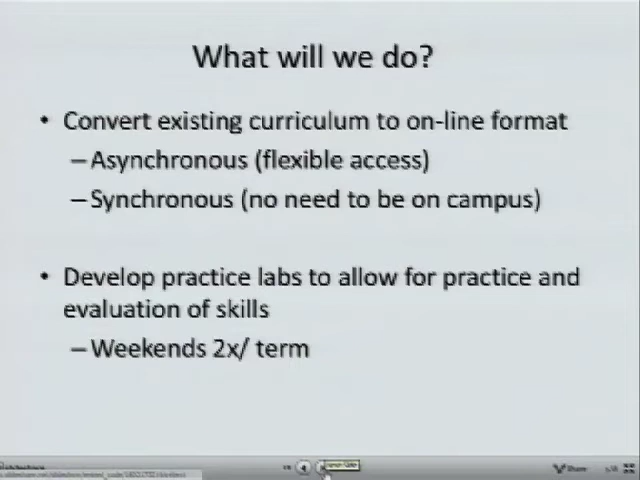 What will we do?
• Convert existing curriculum to on-line format
– Asynchronous (flexible access)
– Synchronous (no need to be on campus)
• Develop practice labs to allow for practice and
evaluation of skills
– Weekends 2x/ term
Share